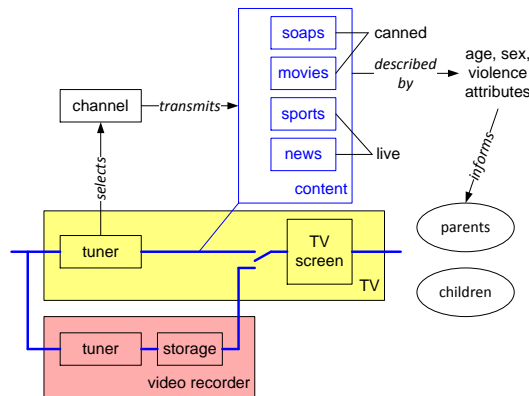 soaps
canned
movies
described
by
age, sex,
violence
attributes
channel
transmits
sports
news
live
content
selects
informs
parents
tuner
TV
screen
TV
children
tuner
storage
video recorder